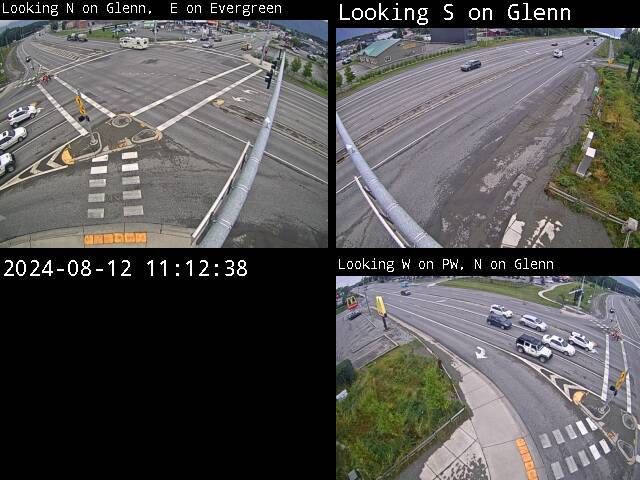 Looking N on Glenn, E on Evergreen
Looking S on Glenn
2024-08-12 11:12:38
Looking W on PW, N on Glenn